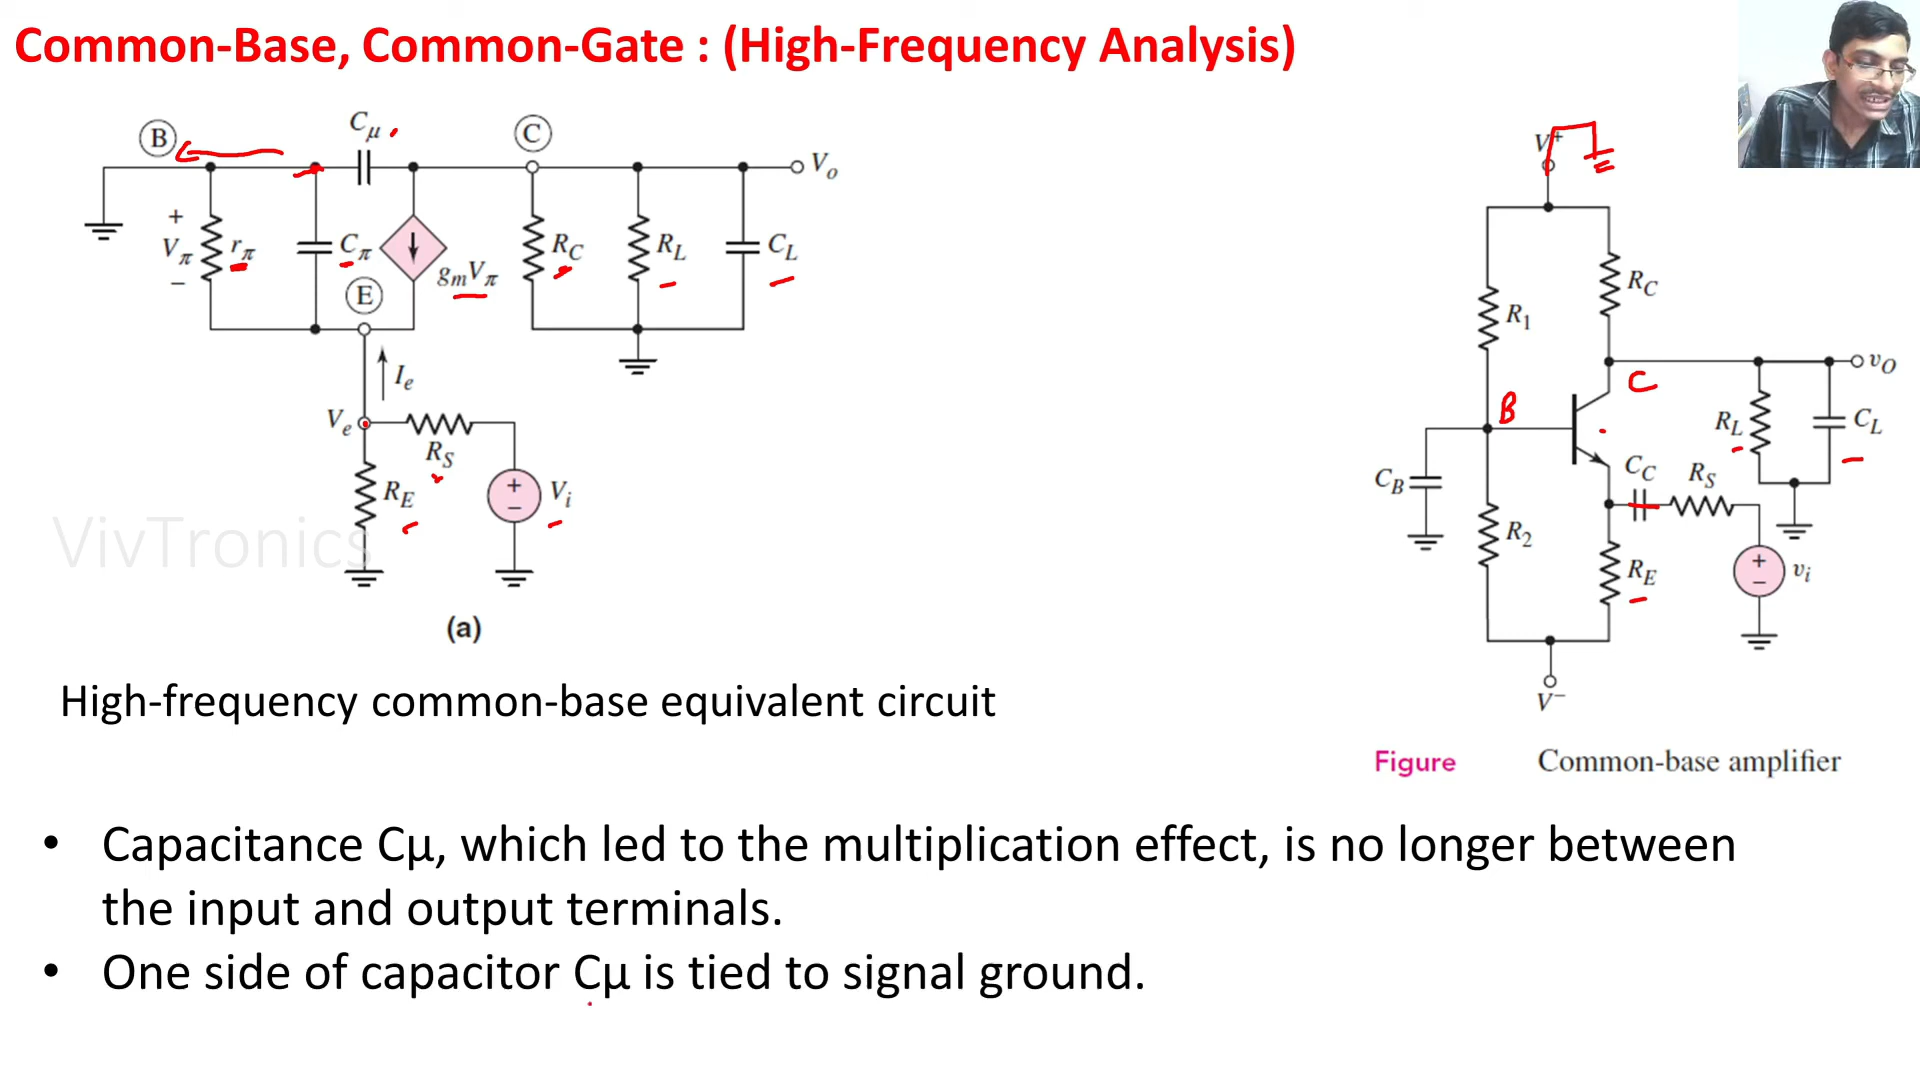 Common-Base, Common-Gate : (High-Frequency Analysis)
B
Cμ
C
Vo
+
Vπ
−
rπ
Cπ
gmVπ
RC
RL
CL
E
Ie
Ve
RS
RE
+
−
Vi
VivTronics
(a)
High-frequency common-base equivalent circuit
V+
RC
R1
vO
C
B
RL
CL
CC
RS
CB
R2
RE
+
−
vi
V−
Figure Common-base amplifier
• Capacitance Cμ, which led to the multiplication effect, is no longer between
the input and output terminals.
• One side of capacitor Cμ is tied to signal ground.